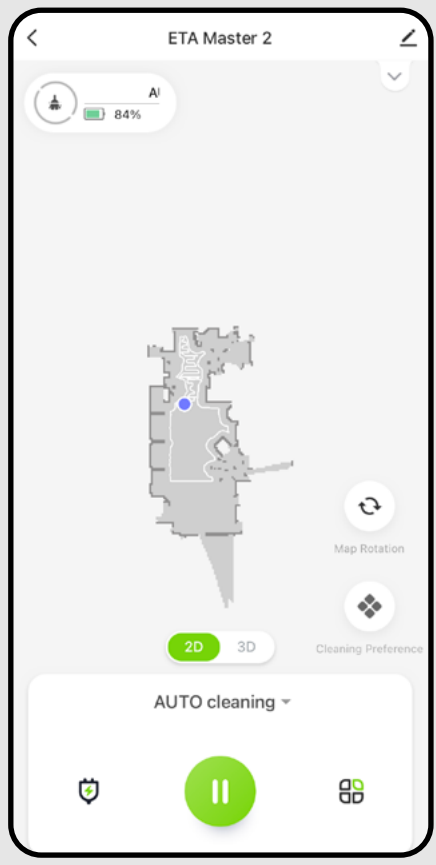 ETA Master 2
84%
Map Rotation
Cleaning Preference
2D 3D
AUTO cleaning